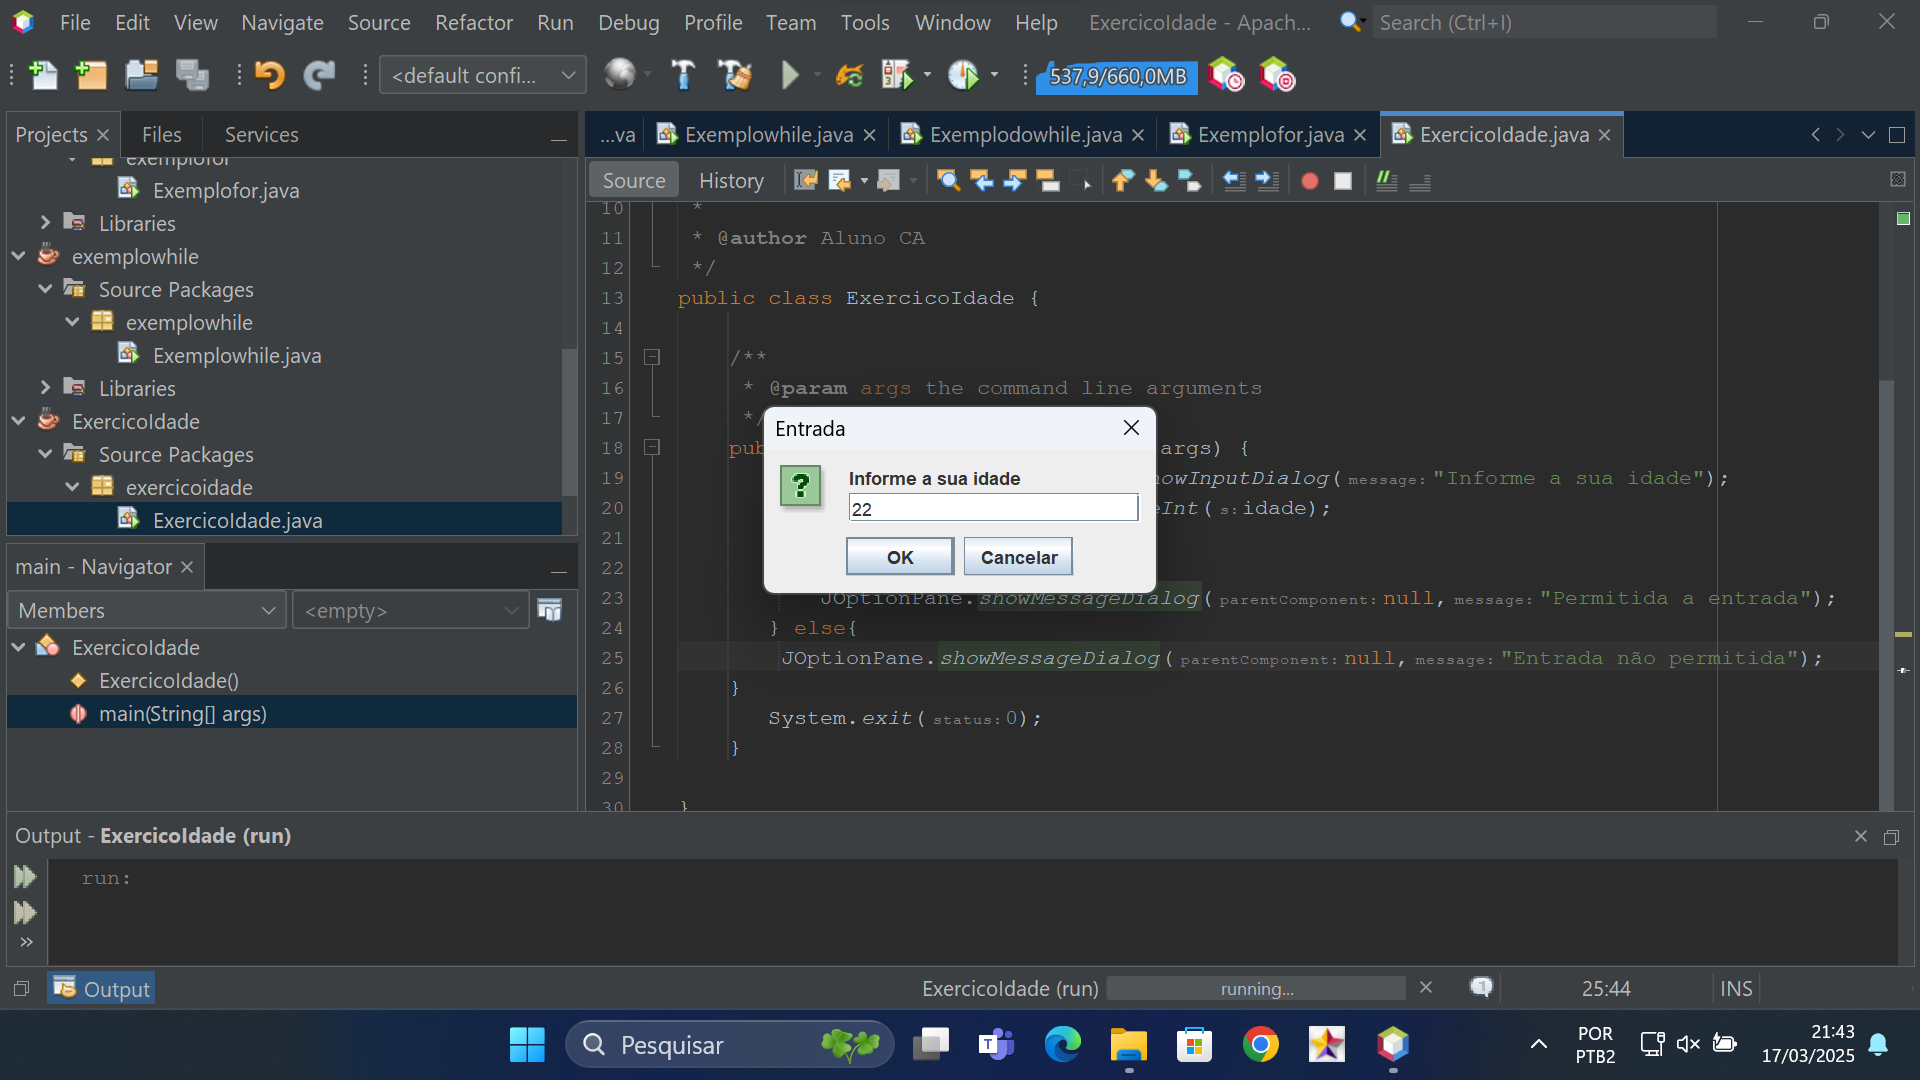 File Edit View Navigate Source Refactor Run Debug Profile Team Tools Window Help ExercicoIdade - Apach... Search (Ctrl+I)
<default confi... 537,9/660,0MB
Projects Files Services
exemplofor
Exemplofor.java
Libraries
exemplowhile
Source Packages
exemplowhile
Exemplowhile.java
Libraries
ExercicoIdade
Source Packages
exercicoidade
ExercicoIdade.java
main - Navigator
Members <empty>
ExercicoIdade
ExercicoIdade()
main(String[] args)
...va Exemplowhile.java Exemplodowhile.java Exemplofor.java ExercicoIdade.java
Source History
10 *
11 * @author Aluno CA
12 */
13 public class ExercicoIdade {
14
15 /**
16 * @param args the command line arguments
17 */
18 pub args) {
19 owInputDialog( message: "Informe a sua idade");
20 eInt( s: idade);
21
22
23 JOptionPane.showMessageDialog( parentComponent: null, message: "Permitida a entrada");
24 } else{
25 JOptionPane.showMessageDialog( parentComponent: null, message: "Entrada não permitida");
26 }
27 System.exit( status: 0);
28 }
29
30 }
Entrada
Informe a sua idade
22
OK Cancelar
Output - ExercicoIdade (run)
run:
Output ExercicoIdade (run) running... 1 25:44 INS
Pesquisar POR 21:43
PTB2 17/03/2025